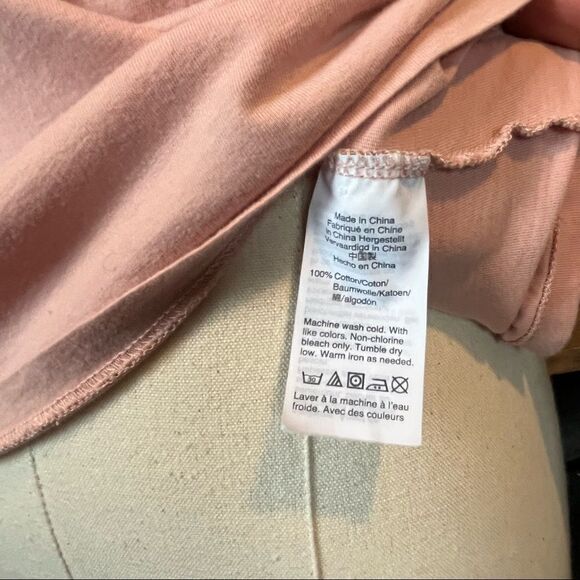 Made in China
Fabriqué en Chine
In China Hergestellt
Vervaardigd in China
中国製
Hecho en China
100% Cotton/Coton/
Baumwolle/Katoen/
綿/algodón
Machine wash cold. With
like colors. Non-chlorine
bleach only. Tumble dry
low. Warm iron as needed.
30
Laver à la machine à l'eau
froide. Avec des couleurs